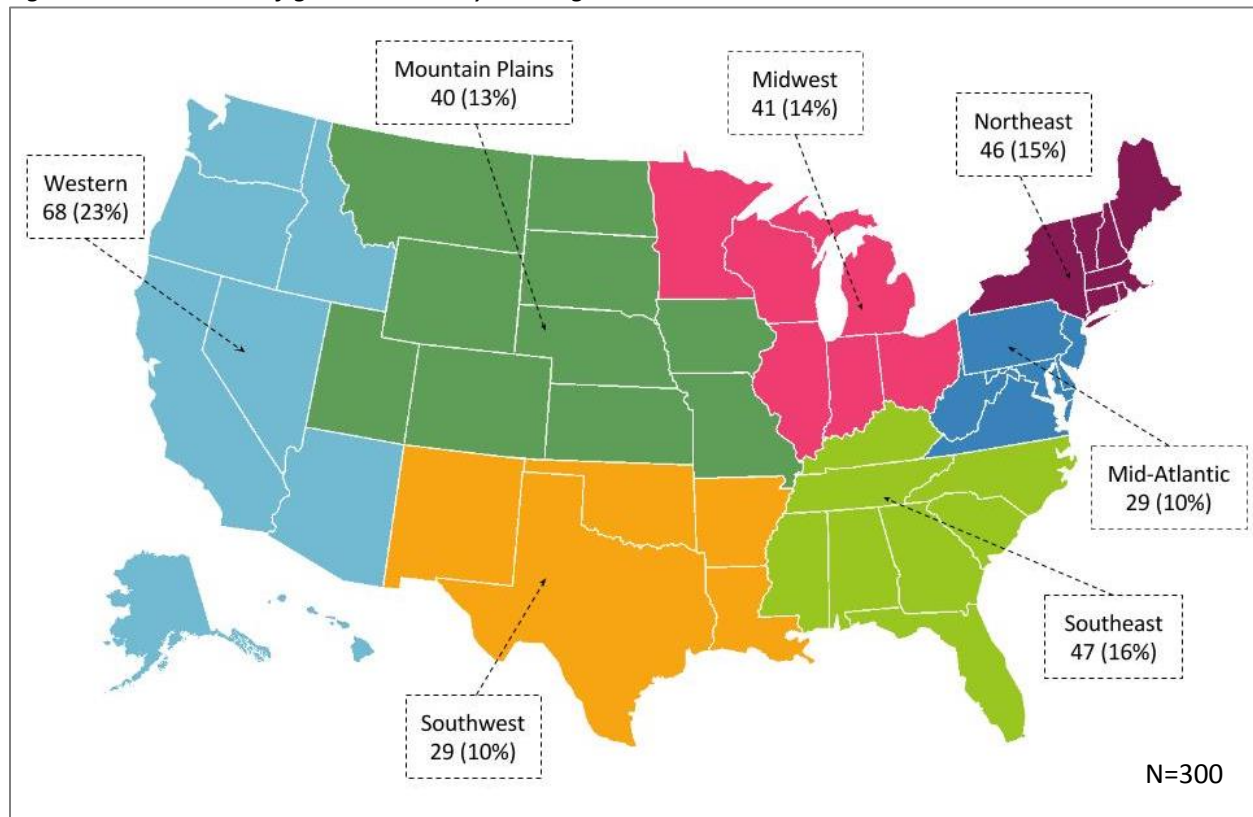 Mountain Plains
40 (13%)
Midwest
41 (14%)
Northeast
46 (15%)
Western
68 (23%)
Mid-Atlantic
29 (10%)
Southeast
47 (16%)
Southwest
29 (10%)
N=300